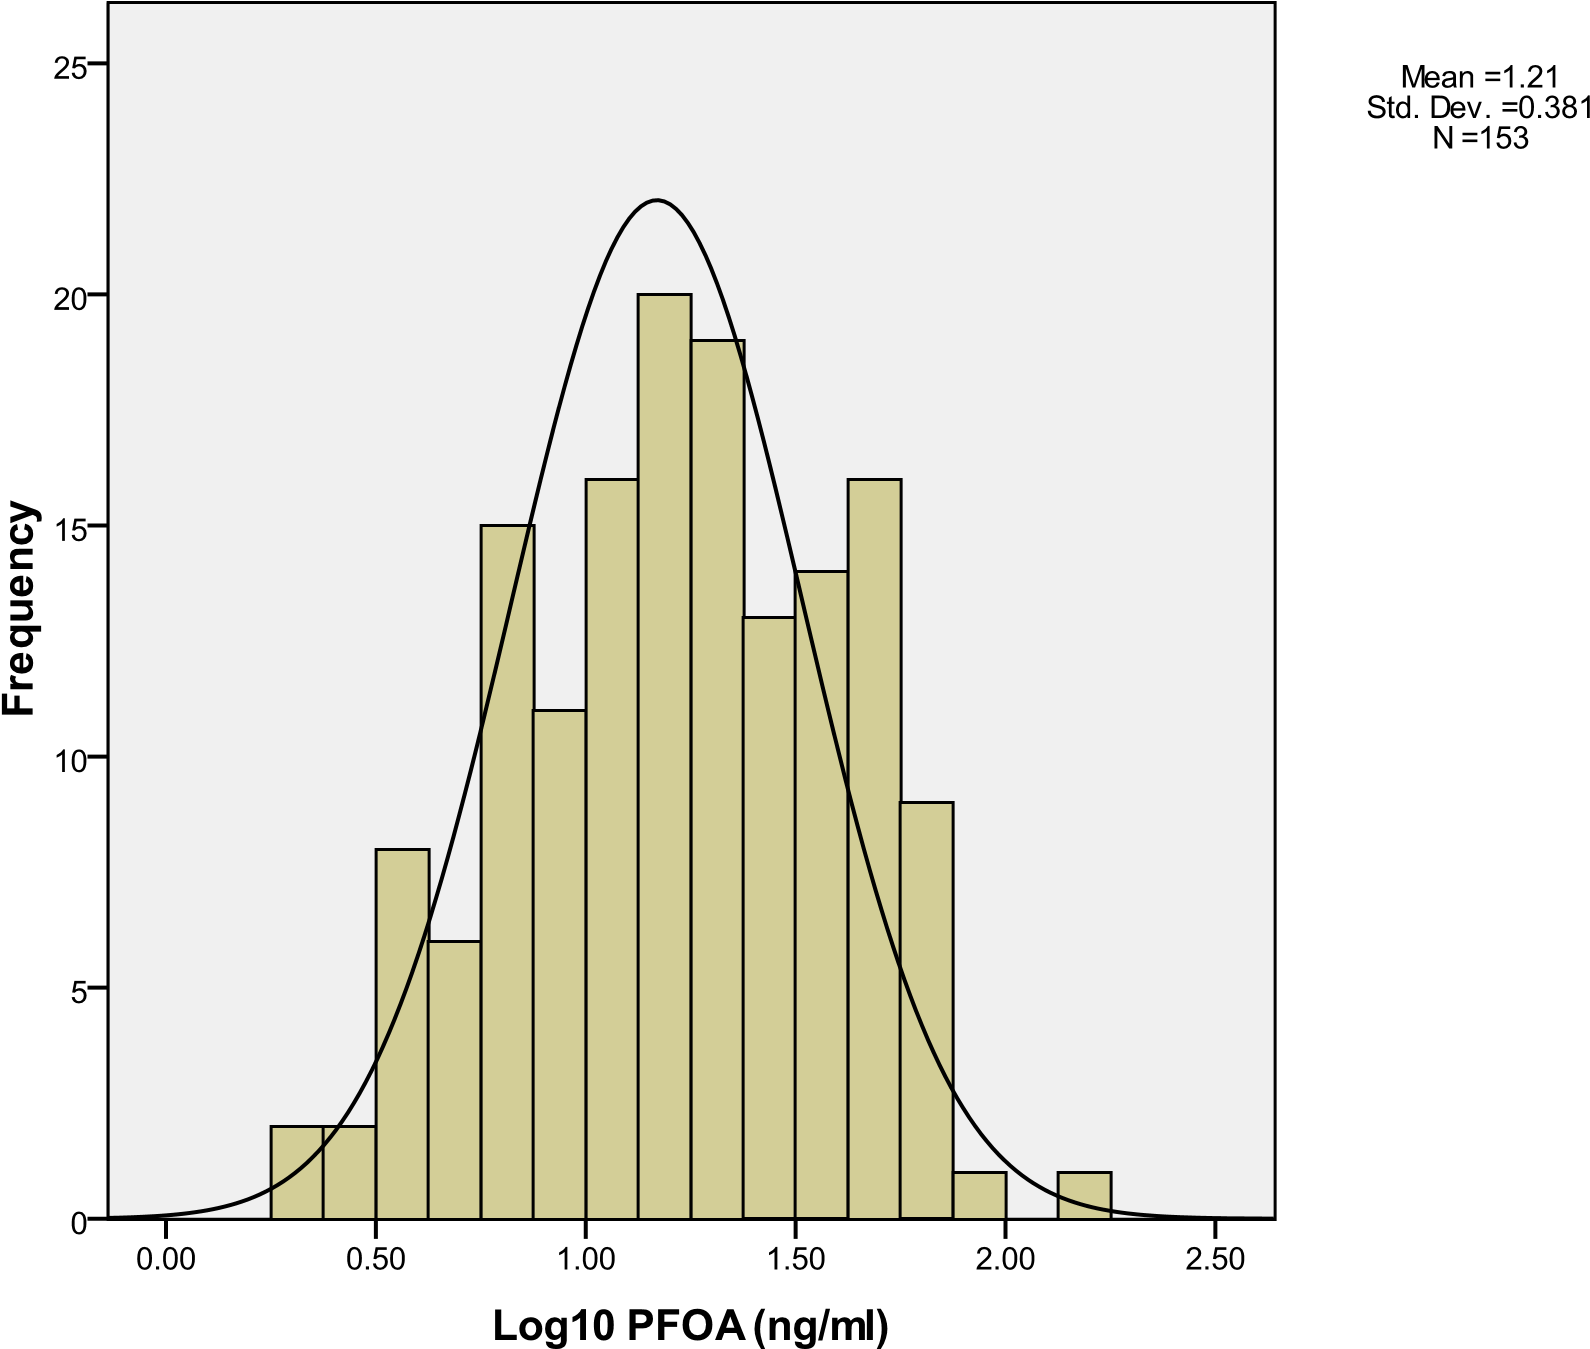 25
20
15
10
5
0
Frequency
0.00 0.50 1.00 1.50 2.00 2.50
Log10 PFOA (ng/ml)
Mean =1.21
Std. Dev. =0.381
N =153